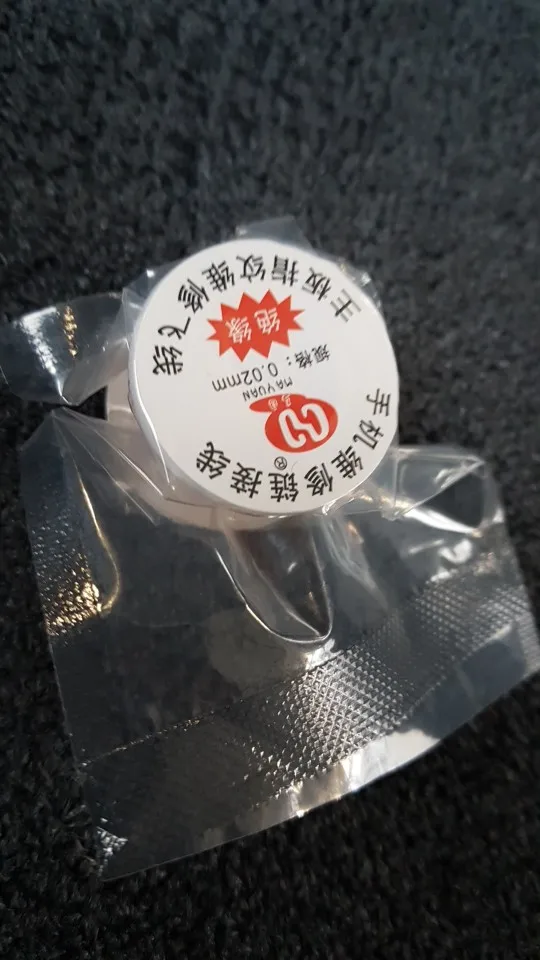 手机维修链接线
®
MA YUAN
规格：0.02mm
绝缘
主板指纹维修飞线